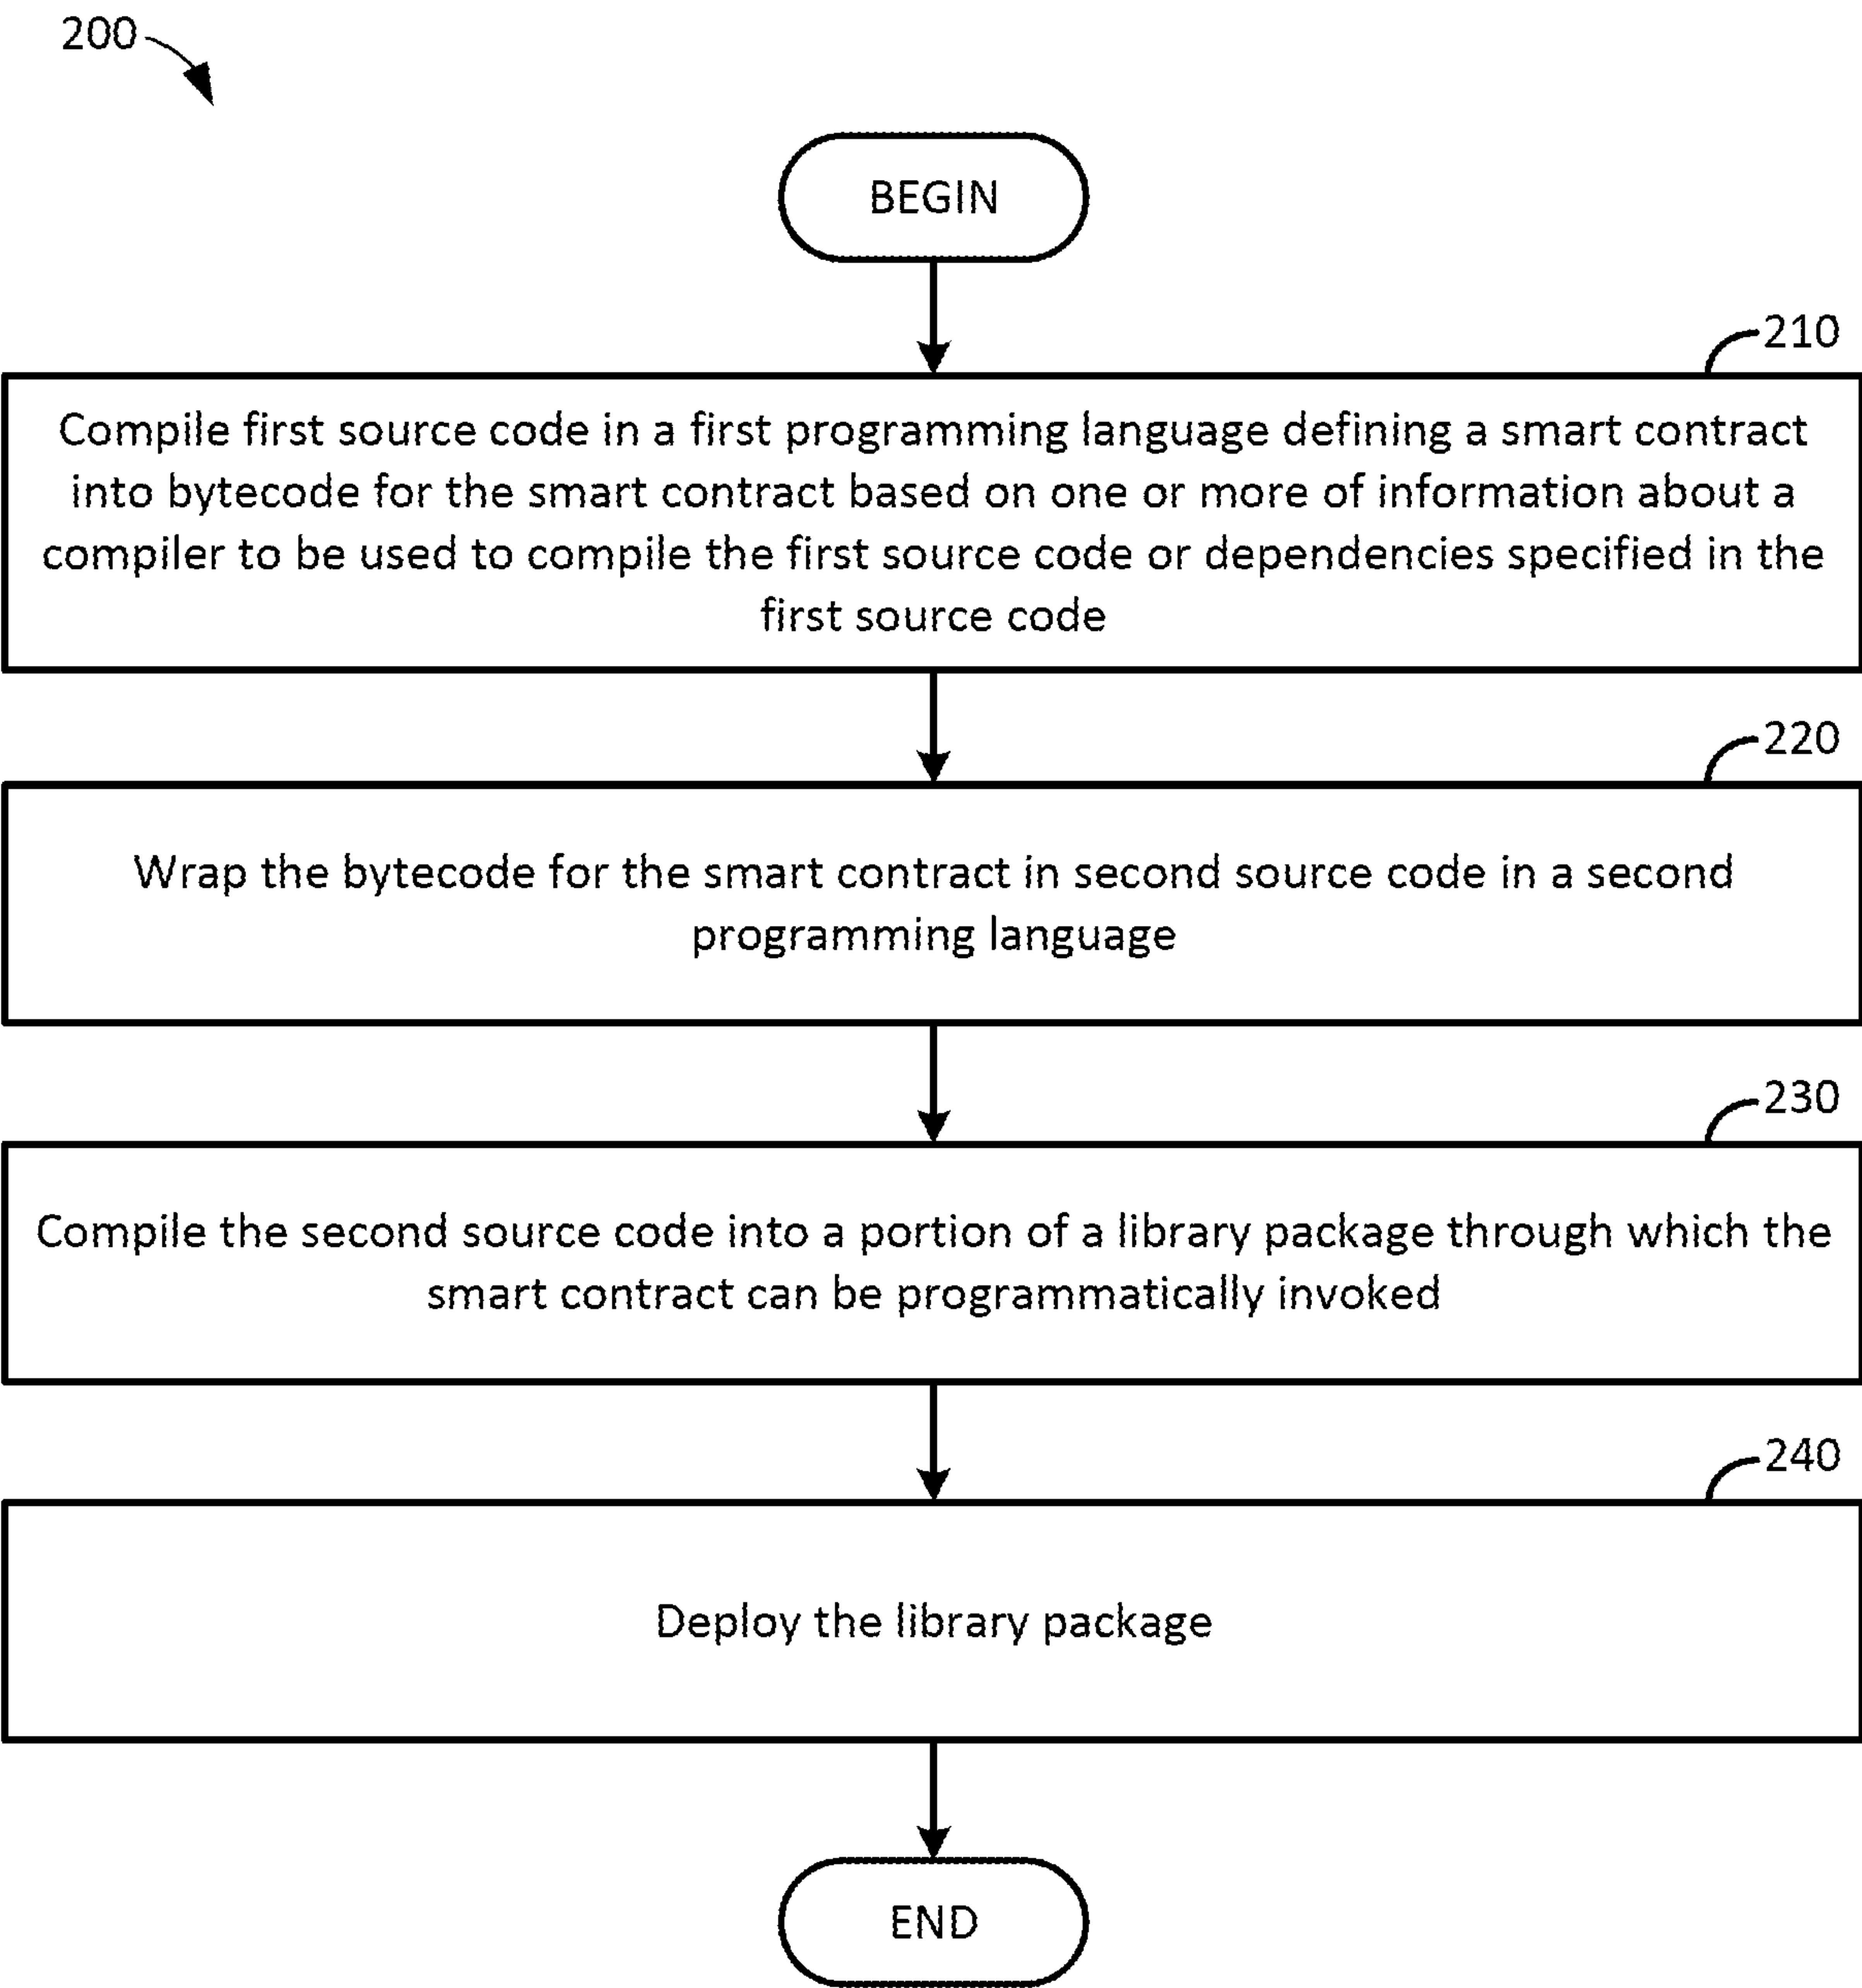 200
BEGIN
210
Compile first source code in a first programming language defining a smart contract
into bytecode for the smart contract based on one or more of information about a
compiler to be used to compile the first source code or dependencies specified in the
first source code
220
Wrap the bytecode for the smart contract in second source code in a second
programming language
230
Compile the second source code into a portion of a library package through which the
smart contract can be programmatically invoked
240
Deploy the library package
END